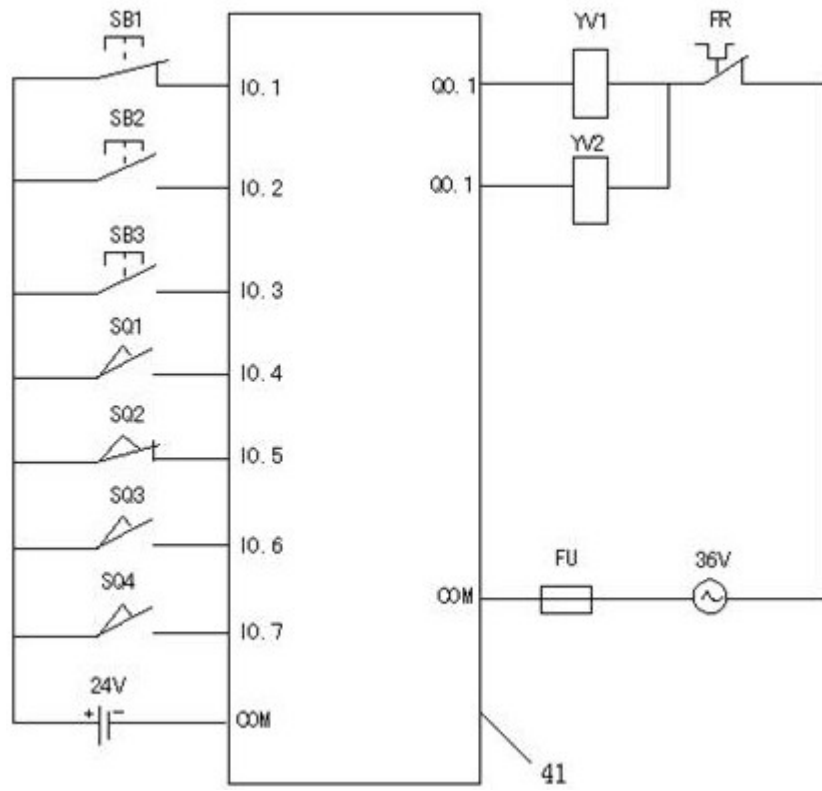 SB1
YV1
FR
I0.1
Q0.1
SB2
YV2
I0.2
Q0.1
SB3
I0.3
SQ1
I0.4
SQ2
I0.5
SQ3
I0.6
FU
36V
SQ4
COM
I0.7
24V
+ -
COM
41